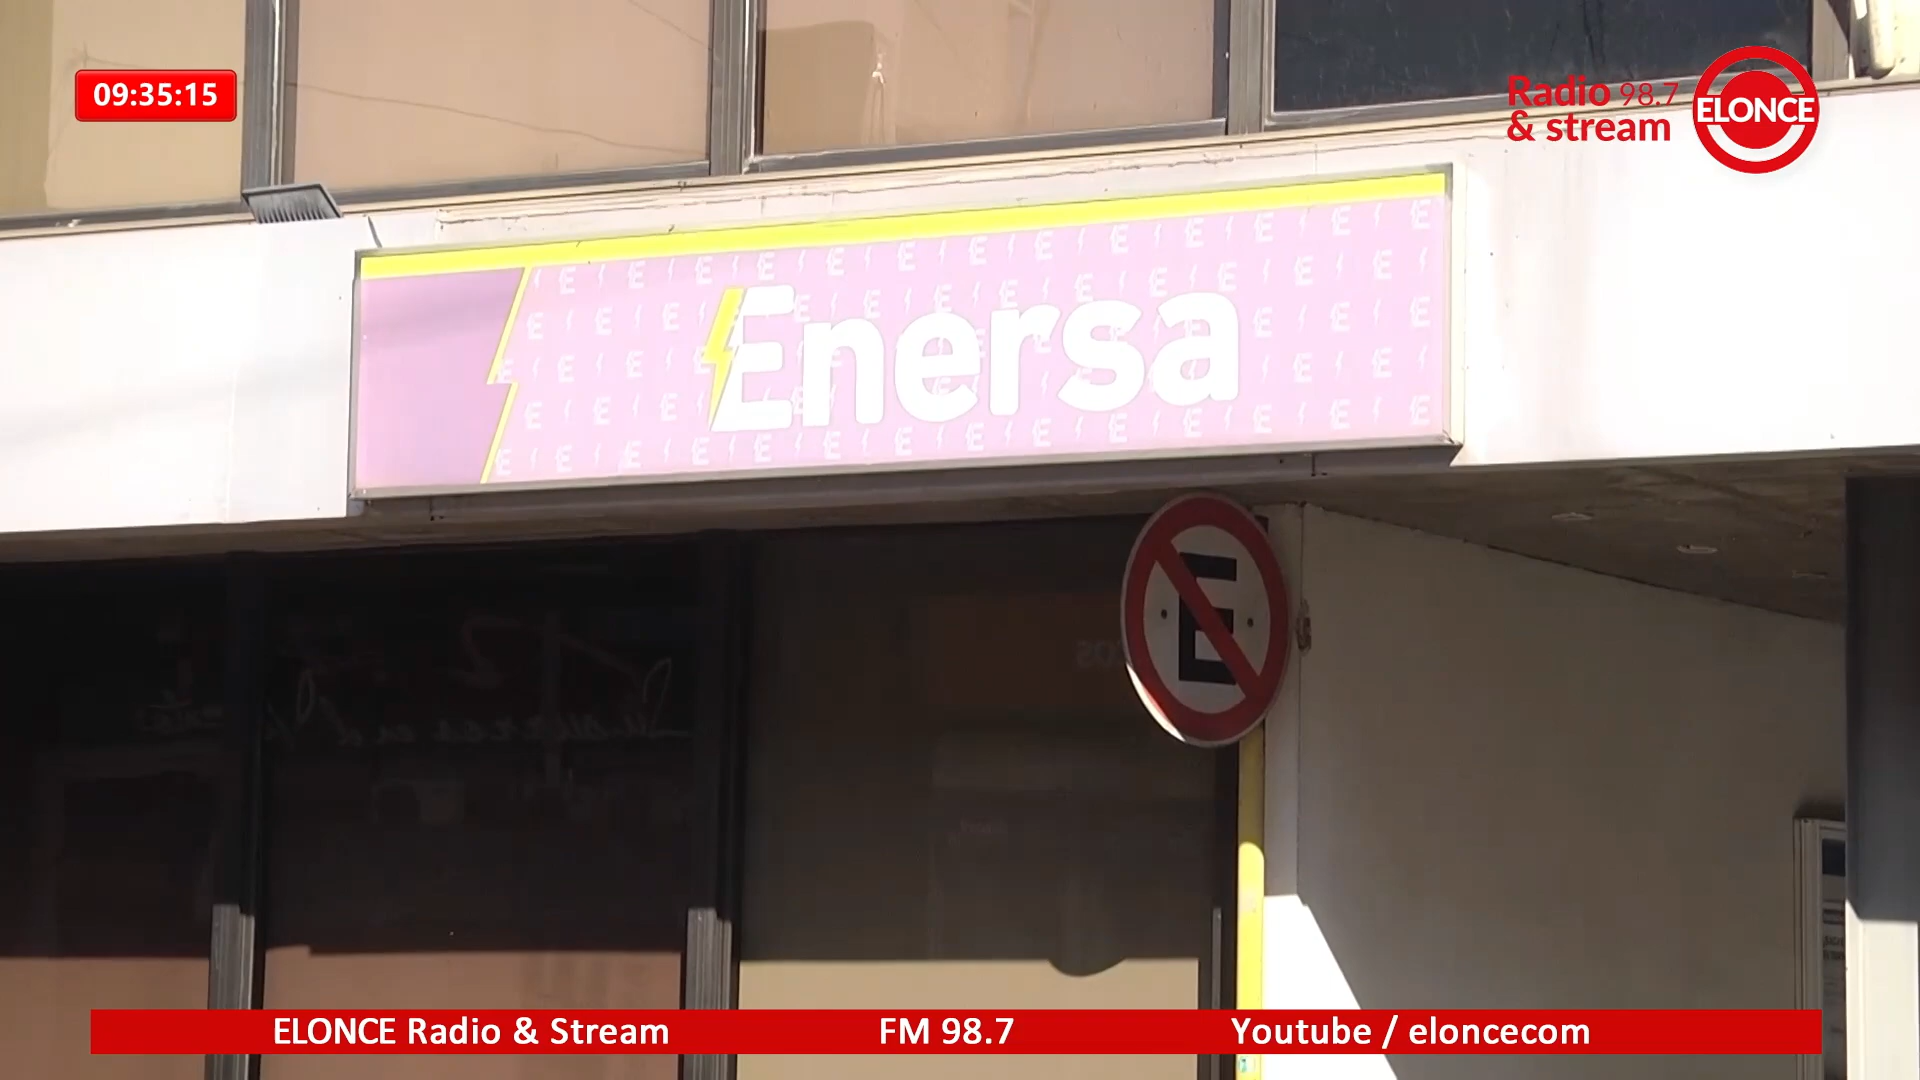 09:35:15
Radio 98.7
& stream
ELONCE
Enersa
E
ELONCE Radio & Stream
FM 98.7
Youtube / eloncecom